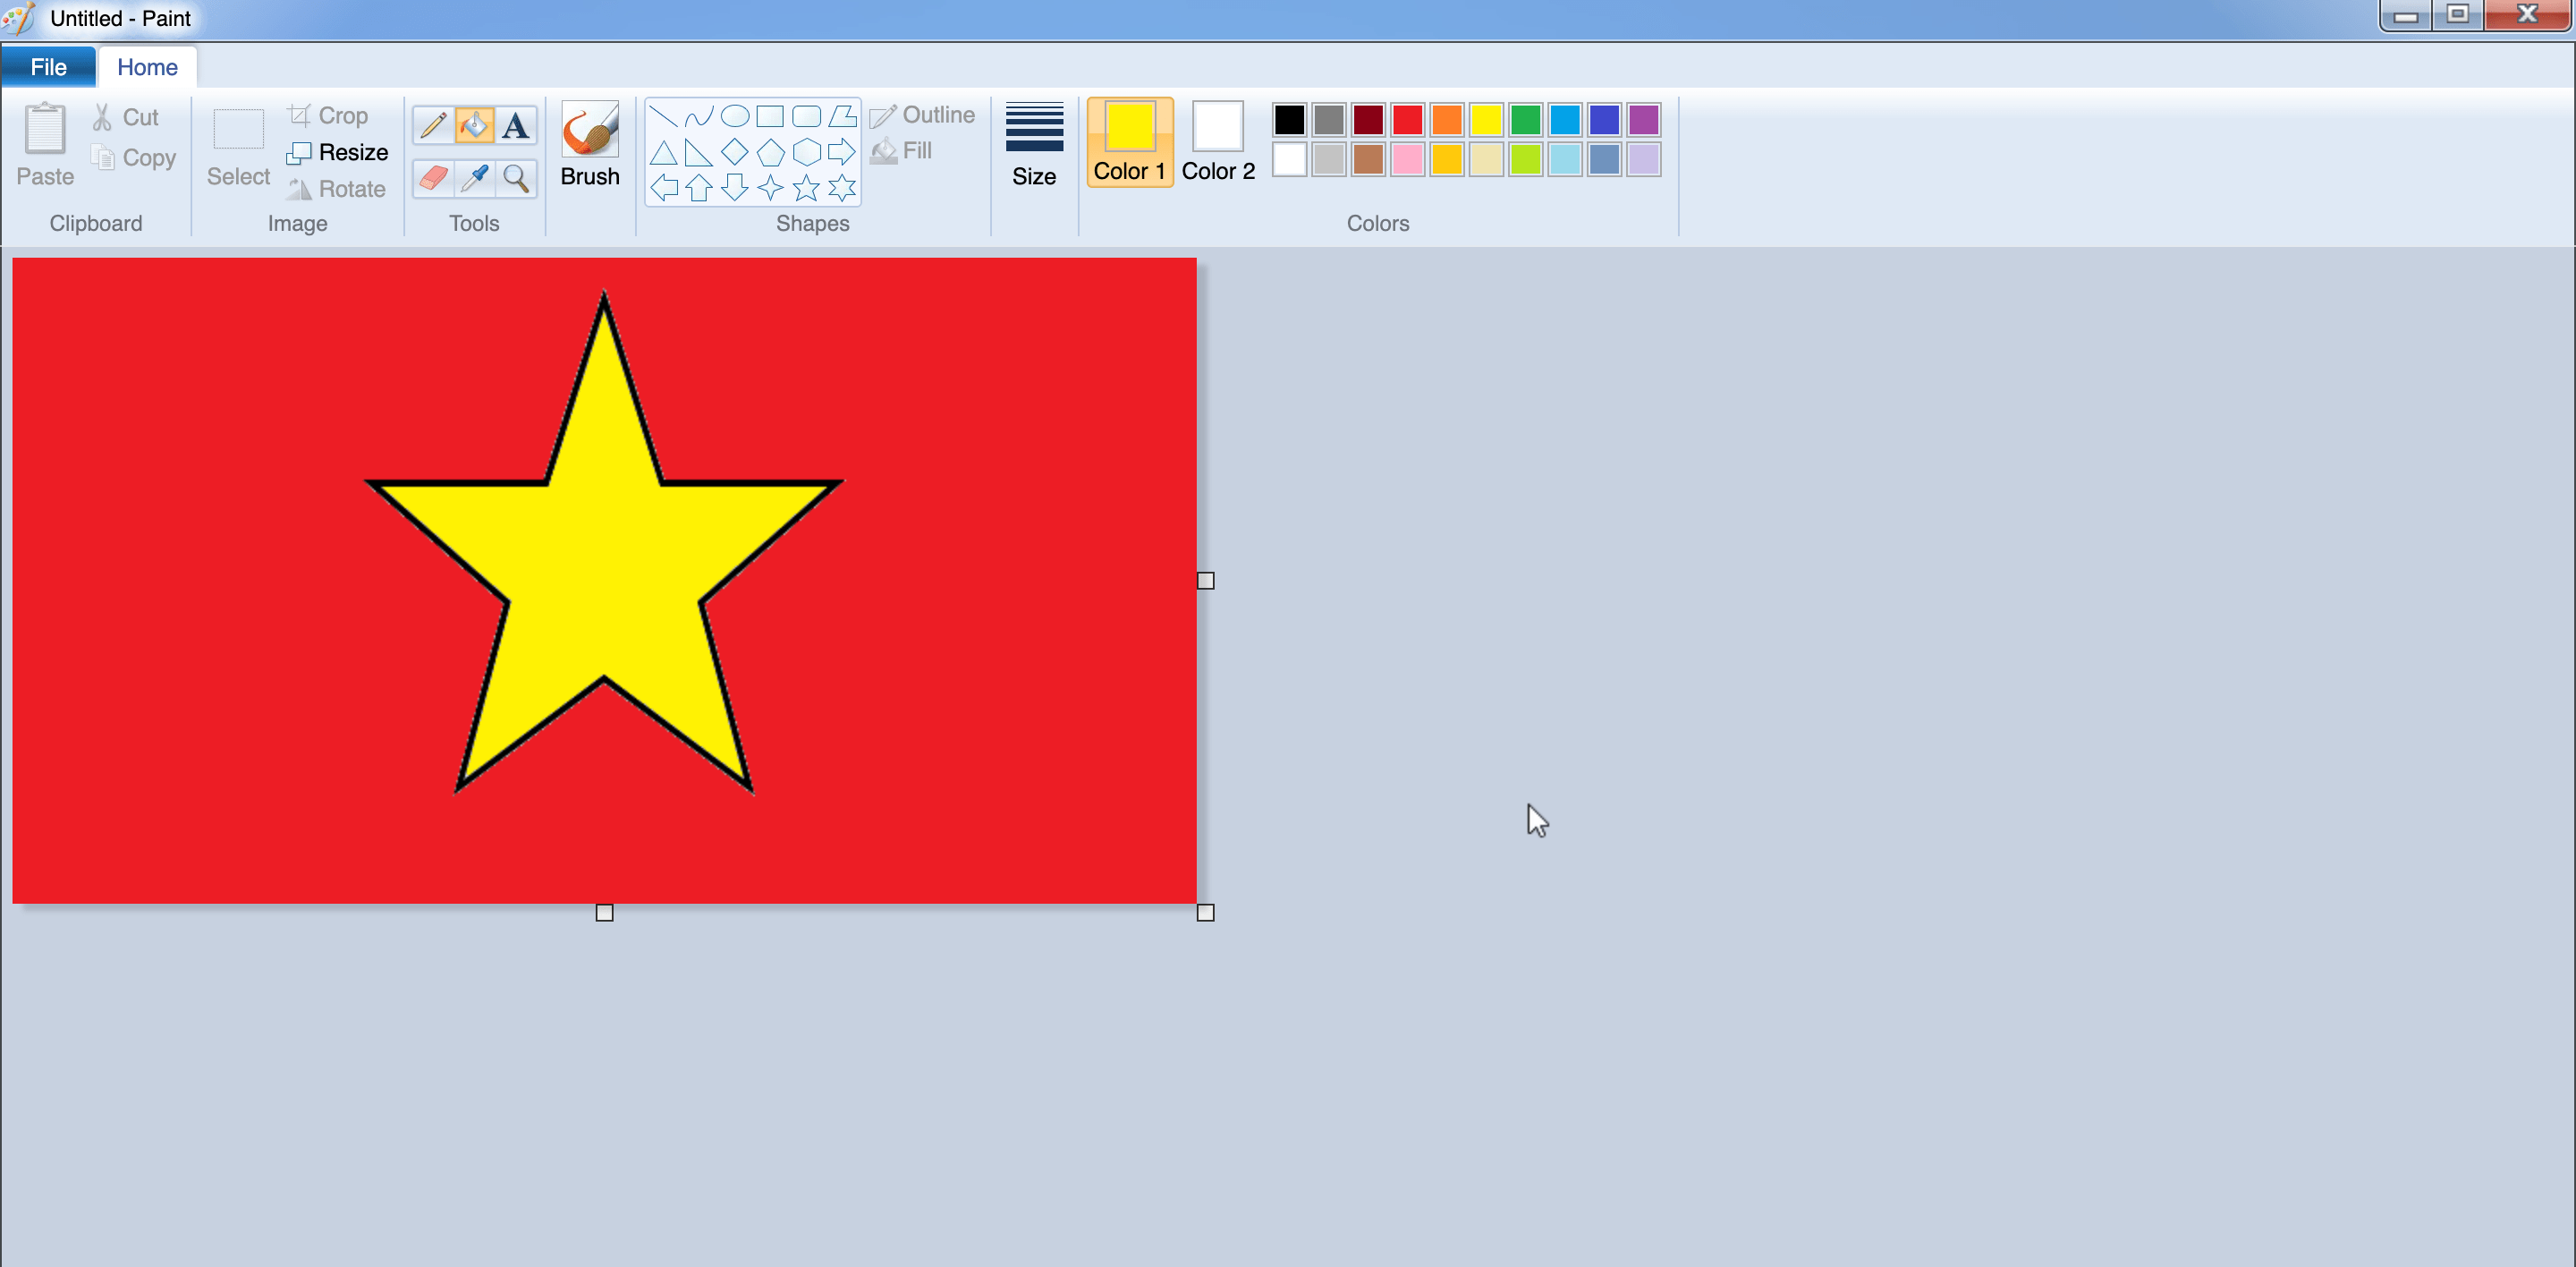 Untitled - Paint
File Home
Paste Cut Copy Clipboard
Select Crop Resize Rotate Image
A
Tools
Brush
Shapes Outline Fill
Size
Color 1 Color 2 Colors